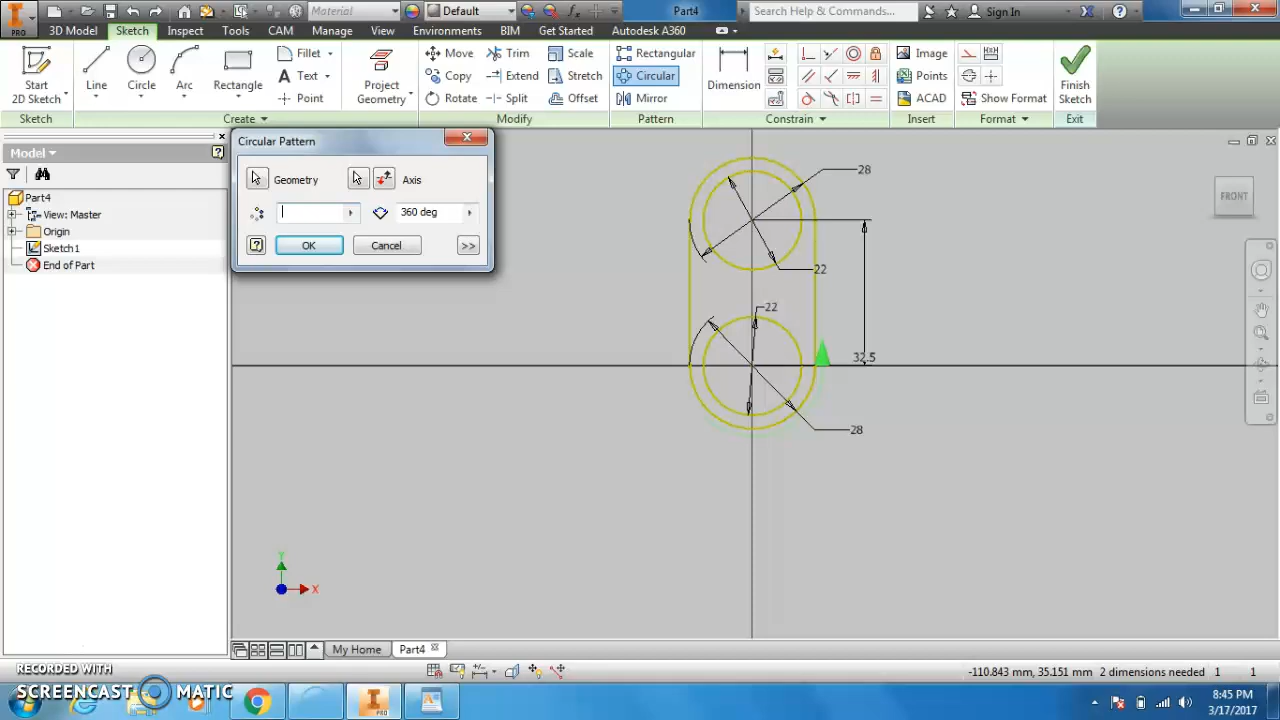 PRO
Material
Default
fx
Part4
Search Help & Commands...
Sign In
3D Model
Sketch
Inspect
Tools
CAM
Manage
View
Environments
BIM
Get Started
Autodesk A360
Start
2D Sketch
Line
Circle
Arc
Rectangle
Fillet
Text
Point
Project
Geometry
Move
Copy
Rotate
Trim
Extend
Split
Scale
Stretch
Offset
Rectangular
Circular
Mirror
Dimension
Image
Points
ACAD
Show Format
Finish
Sketch
Sketch
Create
Modify
Pattern
Constrain
Insert
Format
Exit
Model
Part4
View: Master
Origin
Sketch1
End of Part
Circular Pattern
Geometry
Axis
360 deg
OK
Cancel
>>
28
22
22
32.5
28
FRONT
Y
X
My Home
Part4
RECORDED WITH
SCREENCAST MATIC
-110.843 mm, 35.151 mm 2 dimensions needed 1 1
PRO
8:45 PM
3/17/2017